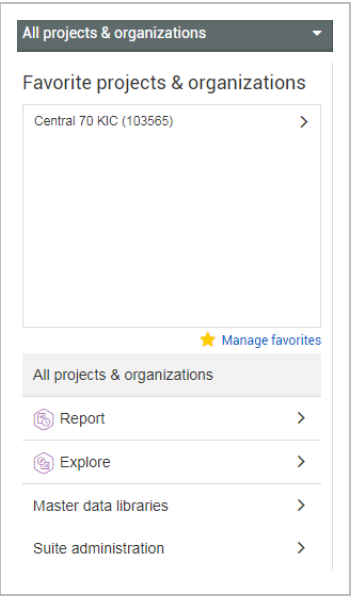 All projects & organizations
Favorite projects & organizations
Central 70 KIC (103565)
Manage favorites
All projects & organizations
Report
Explore
Master data libraries
Suite administration